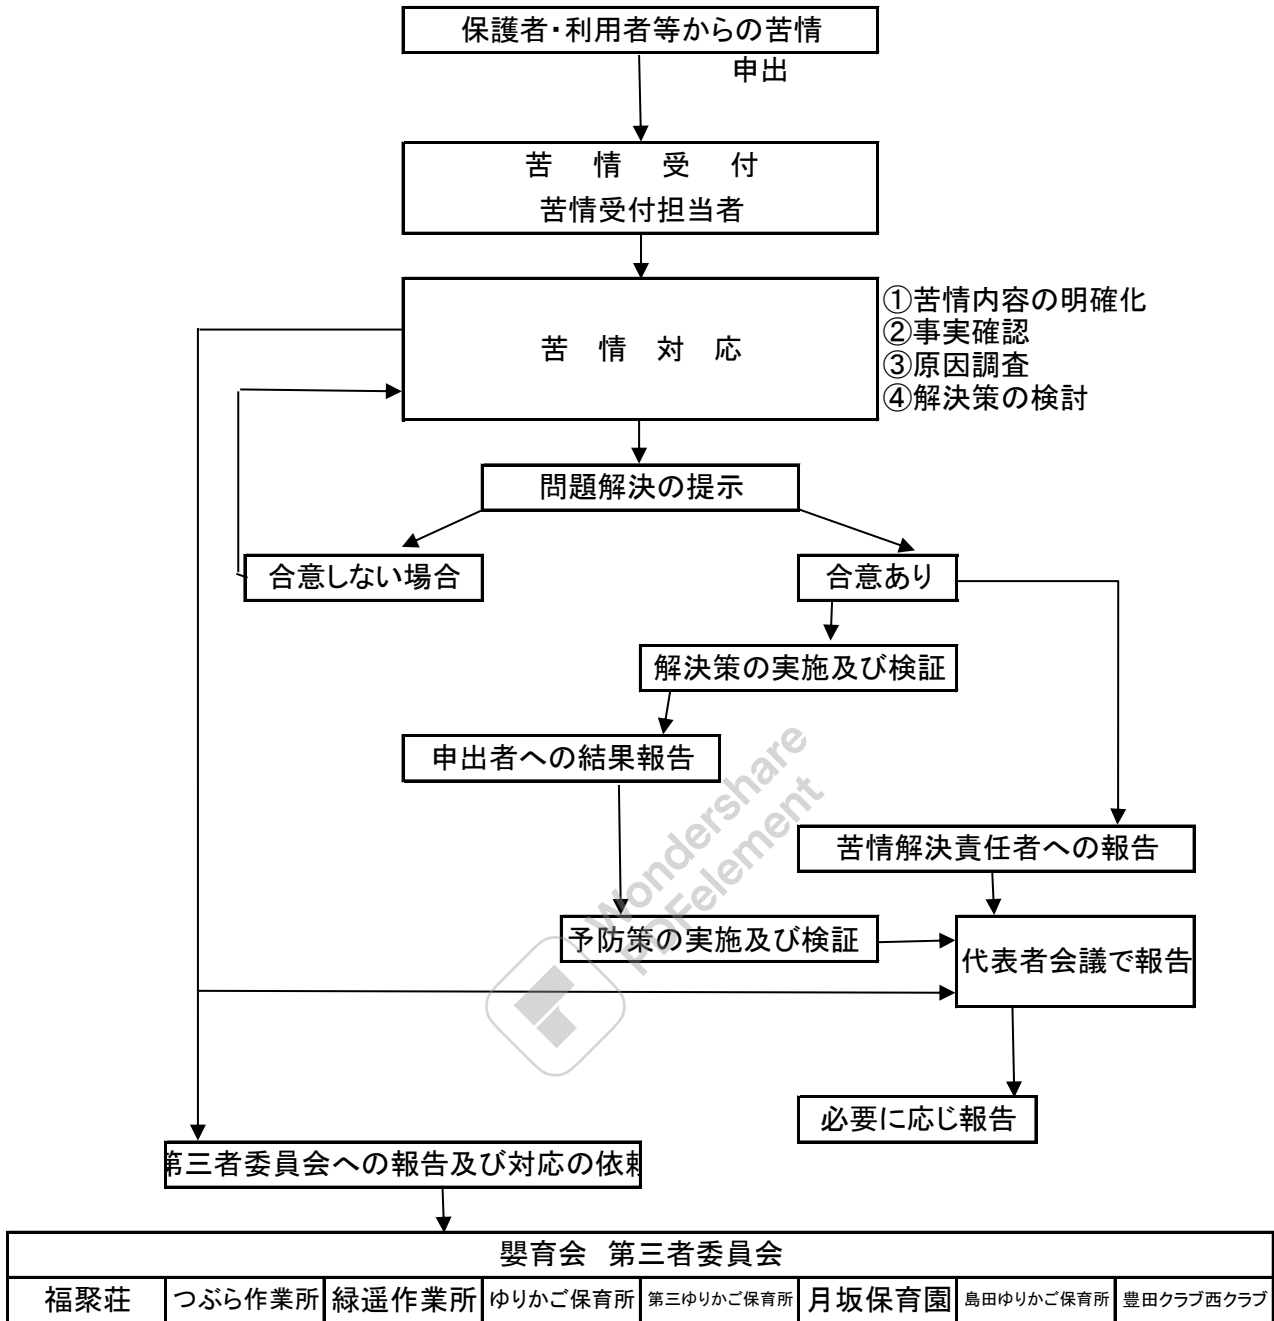 保護者・利用者等からの苦情
申出
苦情受付
苦情受付担当者
苦情対応
①苦情内容の明確化
②事実確認
③原因調査
④解決策の検討
問題解決の提示
合意しない場合
合意あり
解決策の実施及び検証
申出者への結果報告
苦情解決責任者への報告
予防策の実施及び検証
代表者会議で報告
必要に応じ報告
第三者委員会への報告及び対応の依頼
嬰育会 第三者委員会
福聚荘
つぶら作業所
緑遥作業所
ゆりかご保育所
第三ゆりかご保育所
月坂保育園
島田ゆりかご保育所
豊田クラブ西クラブ
Wondershare
PDFelement